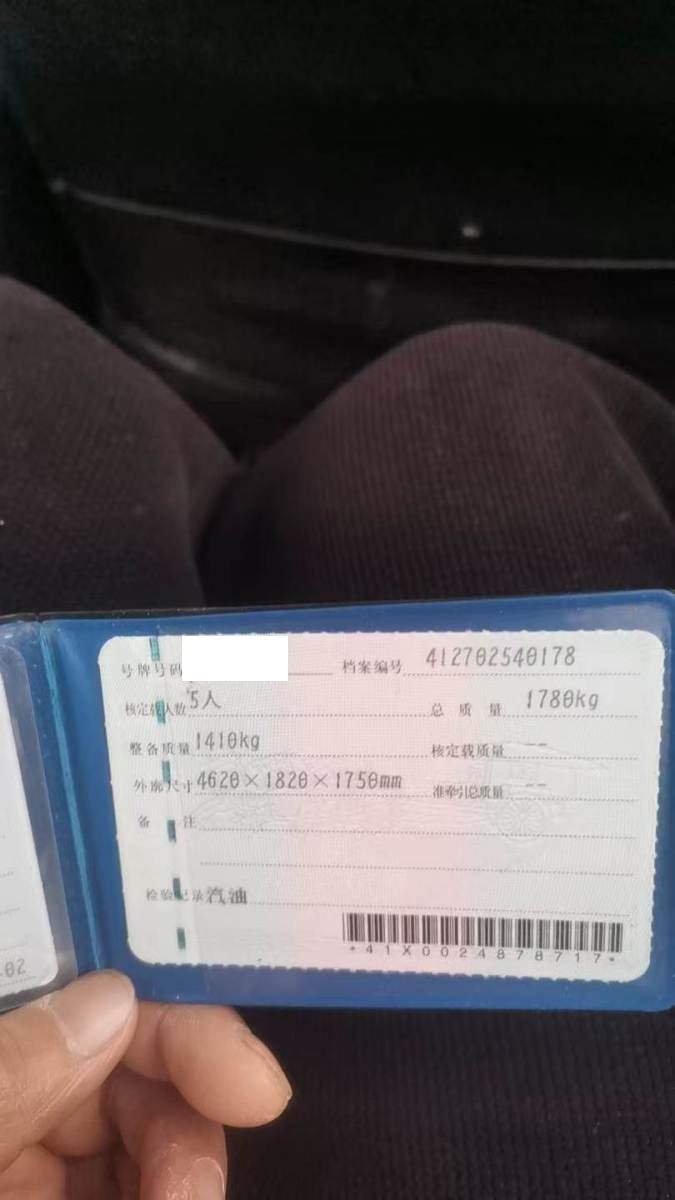 号牌号码 档案编号 412702540178
核定载人数 5人 总质量 1780kg
整备质量 1410kg 核定载质量 --
外廓尺寸 4620×1820×1750mm 准牵引总质量 --
备注
检验记录 汽油
*41X0024878717*
.02